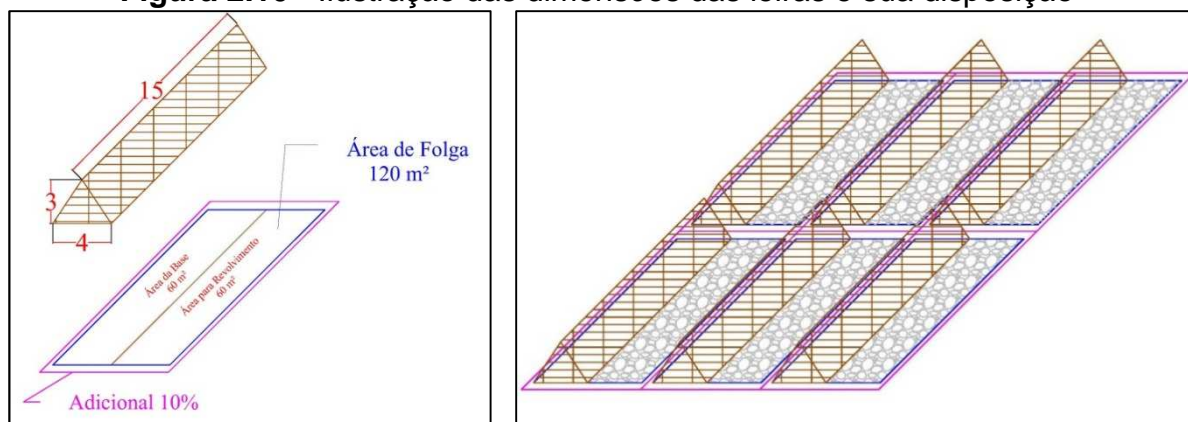 Figura 2.10 - Ilustração das dimensões das leiras e sua disposição
15
3
4
Área de Folga
120 m²
Área da Base
60 m²
Área para Revolvimento
60 m²
Adicional 10%